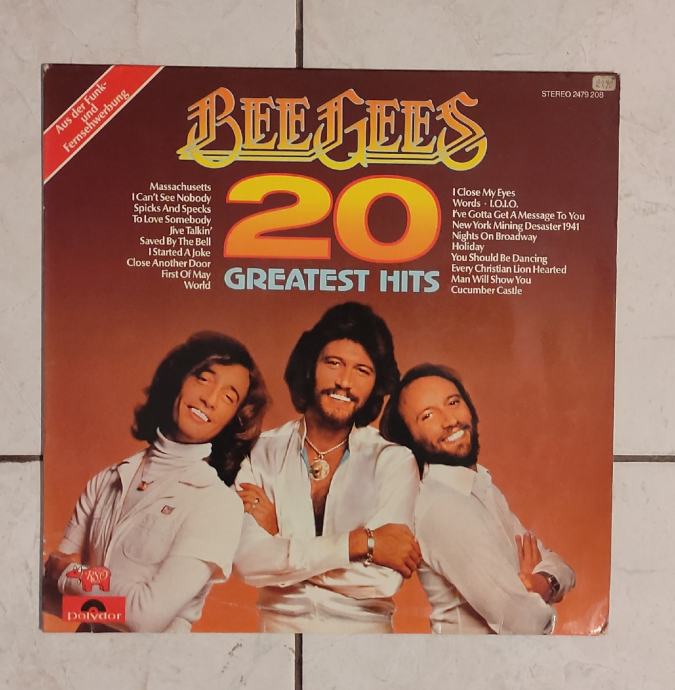 Aus der Funk-
und
Fernsehwerbung
STEREO 2479 208
BEE GEES
20
GREATEST HITS
Massachusetts
I Can't See Nobody
Spicks And Specks
To Love Somebody
Jive Talkin'
Saved By The Bell
I Started A Joke
Close Another Door
First Of May
World
I Close My Eyes
Words · I.O.I.O.
I've Gotta Get A Message To You
New York Mining Desaster 1941
Nights On Broadway
Holiday
You Should Be Dancing
Every Christian Lion Hearted
Man Will Show You
Cucumber Castle
RSO
Polydor